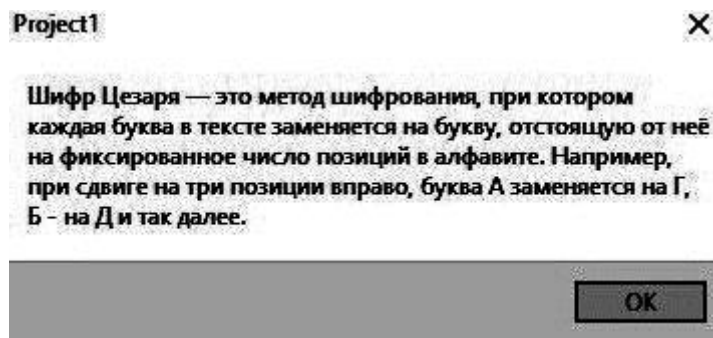 Project1
Шифр Цезаря — это метод шифрования, при котором
каждая буква в тексте заменяется на букву, отстоящую от неё
на фиксированное число позиций в алфавите. Например,
при сдвиге на три позиции вправо, буква А заменяется на Г,
Б - на Д и так далее.
OK